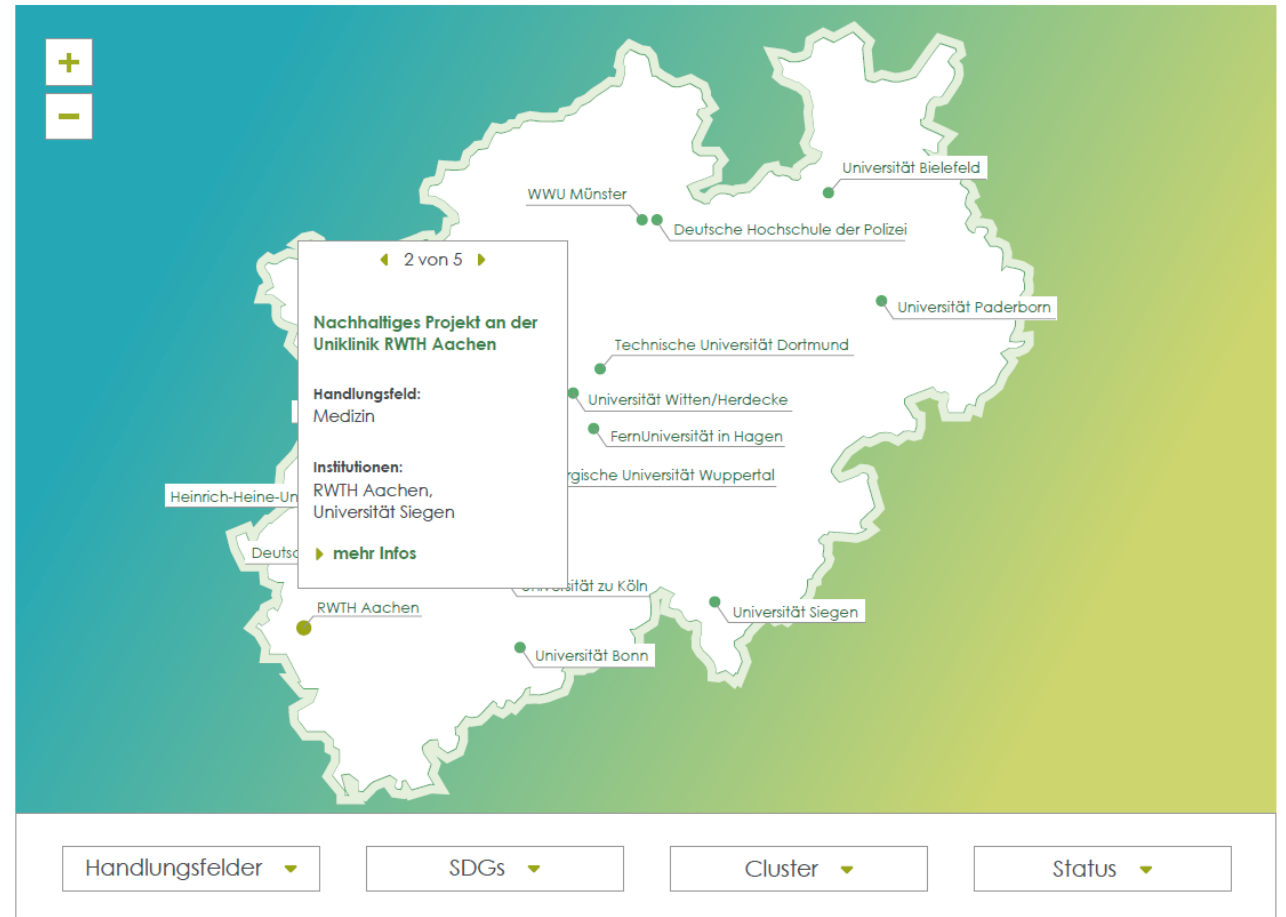 +
−
Universität Bielefeld
WWU Münster
Deutsche Hochschule der Polizei
2 von 5
Universität Paderborn
Nachhaltiges Projekt an der
Uniklinik RWTH Aachen
Technische Universität Dortmund
Handlungsfeld:
Medizin
Universität Witten/Herdecke
FernUniversität in Hagen
Institutionen:
RWTH Aachen,
Universität Siegen
Universität Wuppertal
Heinrich-Heine-Un
mehr Infos
Universität zu Köln
RWTH Aachen
Universität Siegen
Universität Bonn
Handlungsfelder
SDGs
Cluster
Status